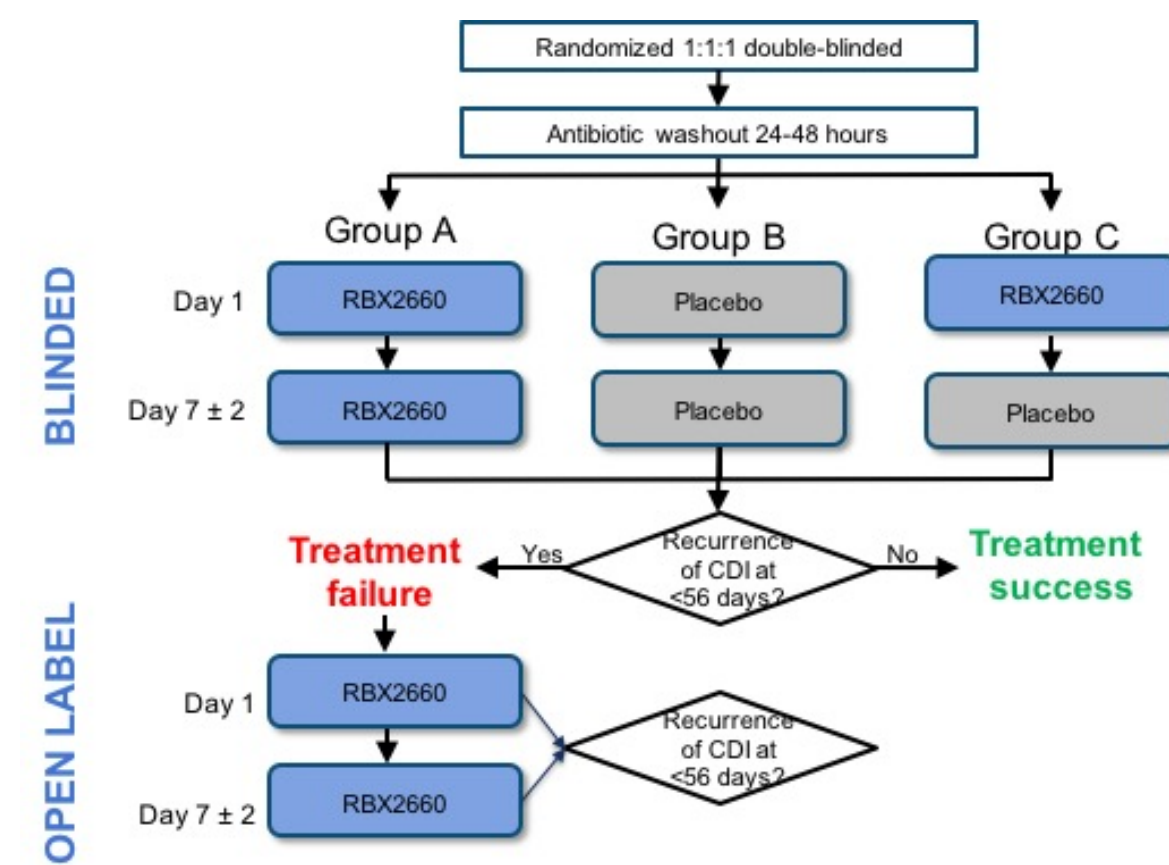 Randomized 1:1:1 double-blinded
Antibiotic washout 24-48 hours
Group A
Group B
Group C
BLINDED
Day 1
RBX2660
Placebo
RBX2660
Day 7 ± 2
RBX2660
Placebo
Placebo
Treatment
failure
Yes
Recurrence
of CDI at
<56 days?
No
Treatment
success
OPEN LABEL
Day 1
RBX2660
Recurrence
of CDI at
<56 days?
Day 7 ± 2
RBX2660